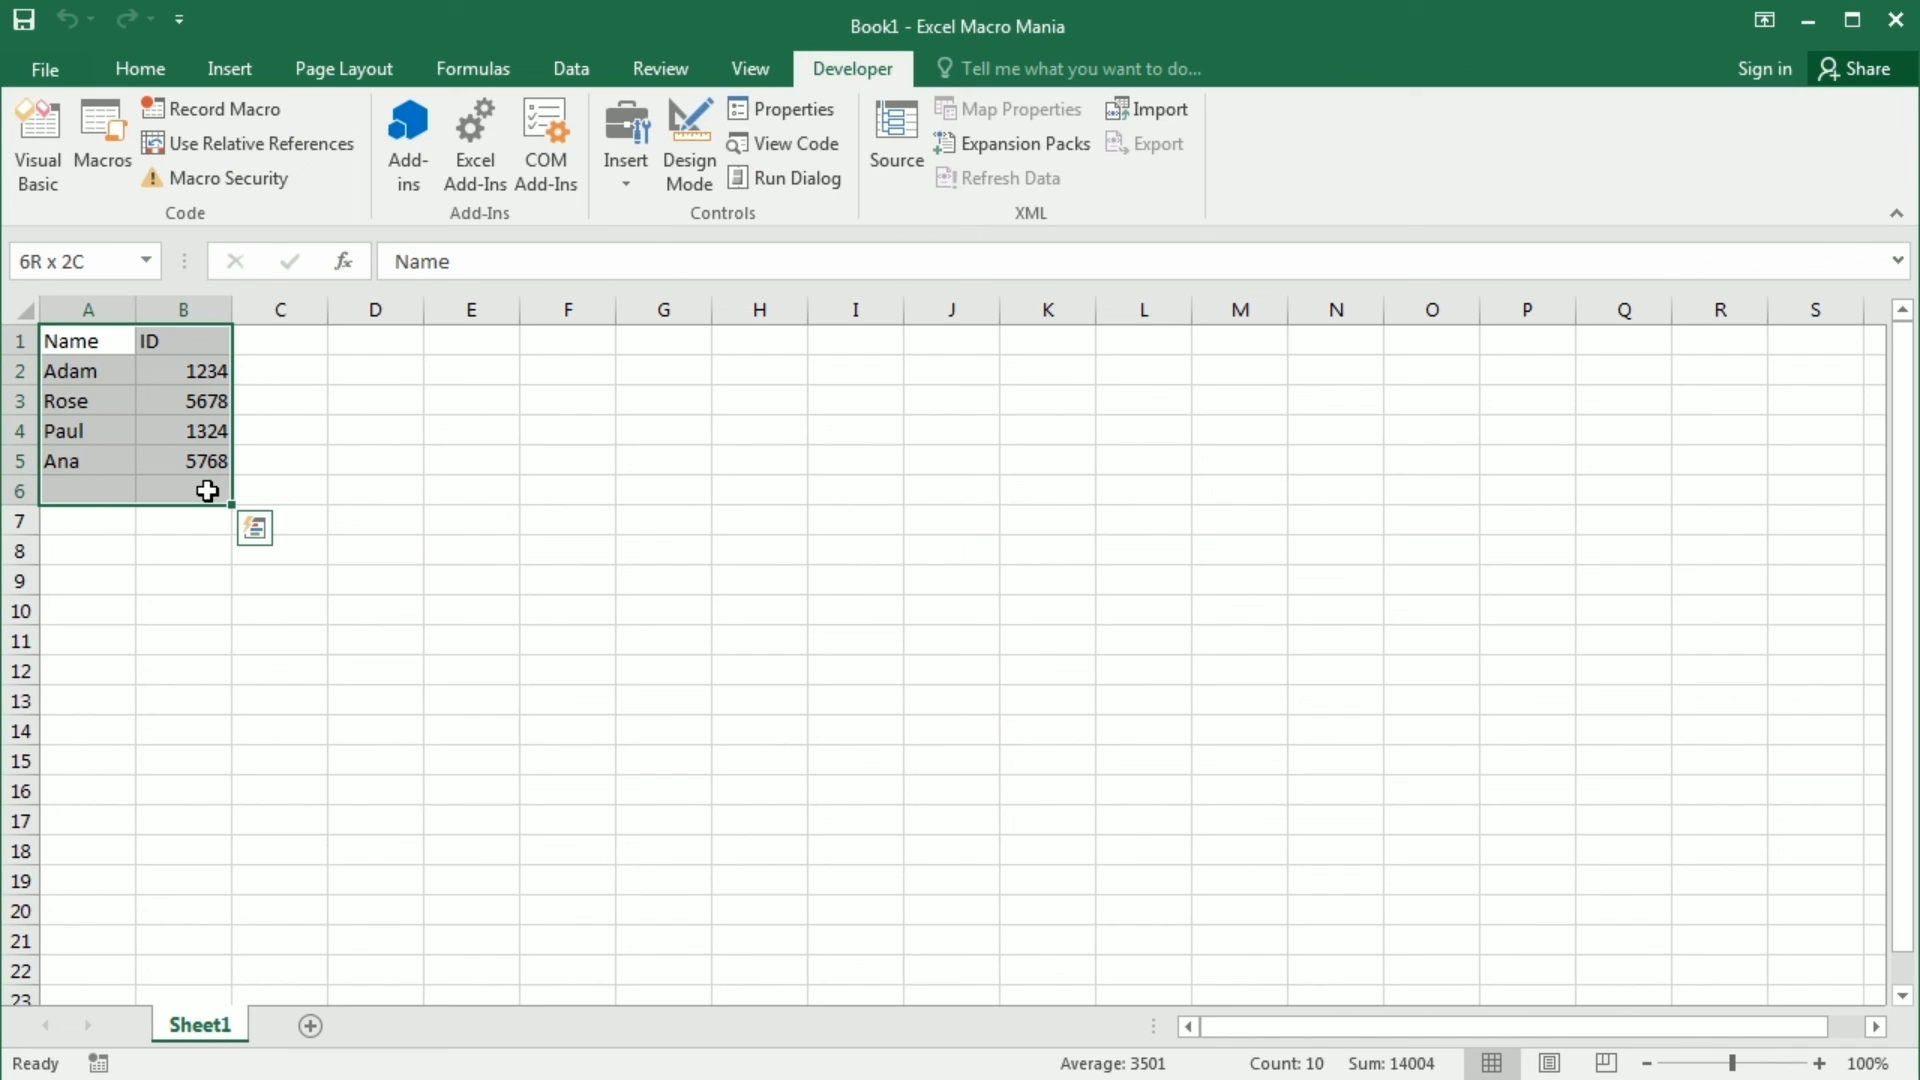 Book1 - Excel Macro Mania
File Home Insert Page Layout Formulas Data Review View Developer Tell me what you want to do... Sign in Share
Visual Basic
Macros
Record Macro
Use Relative References
Macro Security
Code
Add-ins
Excel Add-Ins
COM Add-Ins
Add-Ins
Insert
Design Mode
Properties
View Code
Run Dialog
Controls
Source
Map Properties
Expansion Packs
Refresh Data
Import
Export
XML
6R x 2C fx Name
A B C D E F G H I J K L M N O P Q R S
1 Name ID
2 Adam 1234
3 Rose 5678
4 Paul 1324
5 Ana 5768
6
7
8
9
10
11
12
13
14
15
16
17
18
19
20
21
22
23
Sheet1
Ready Average: 3501 Count: 10 Sum: 14004 100%